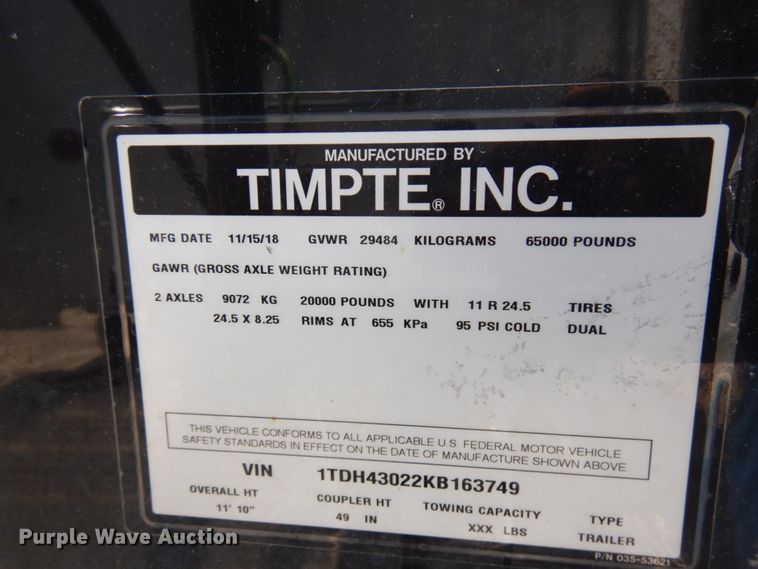 MANUFACTURED BY
TIMPTE® INC.
MFG DATE 11/15/18 GVWR 29484 KILOGRAMS 65000 POUNDS
GAWR (GROSS AXLE WEIGHT RATING)
2 AXLES 9072 KG 20000 POUNDS WITH 11 R 24.5 TIRES
24.5 X 8.25 RIMS AT 655 KPa 95 PSI COLD DUAL
THIS VEHICLE CONFORMS TO ALL APPLICABLE U.S. FEDERAL MOTOR VEHICLE
SAFETY STANDARDS IN EFFECT ON THE DATE OF MANUFACTURE SHOWN ABOVE
VIN 1TDH43022KB163749
OVERALL HT COUPLER HT TOWING CAPACITY TYPE
11' 10" 49 IN XXX LBS TRAILER
P/N 035-53621
Purple Wave Auction